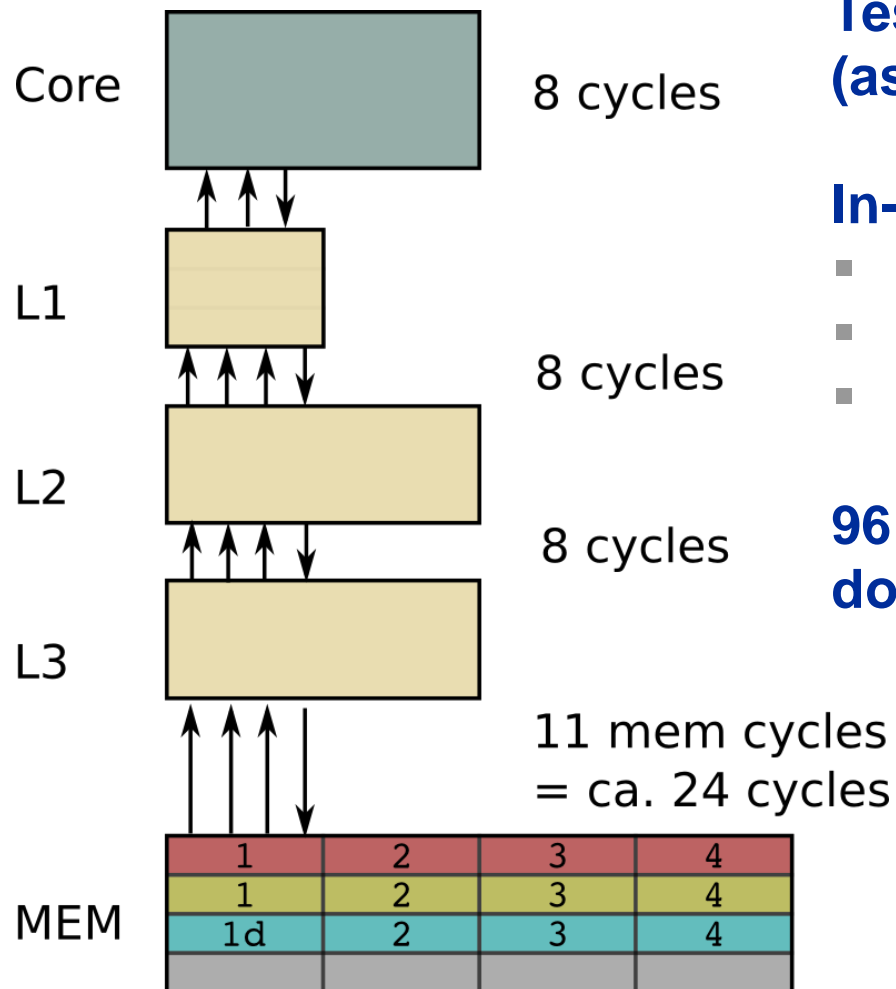 Core
8 cycles
L1
8 cycles
L2
8 cycles
L3
11 mem cycles
= ca. 24 cycles
MEM
1 2 3 4
1 2 3 4
1d 2 3 4
(as
In-
96